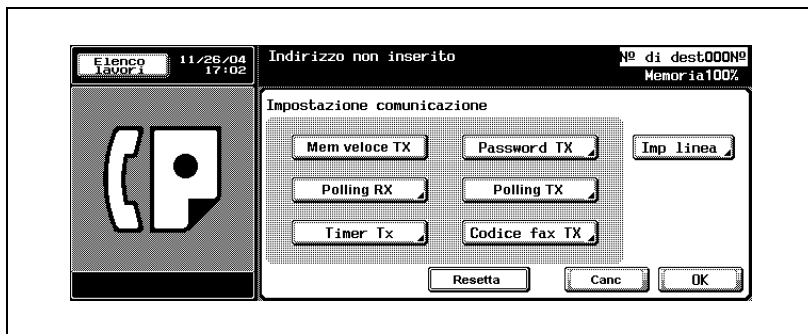 Elenco lavori
11/26/04
17:02
Indirizzo non inserito
Nº di dest000Nº
Memoria100%
Impostazione comunicazione
Mem veloce TX
Password TX
Imp linea
Polling RX
Polling TX
Timer Tx
Codice fax TX
Resetta
Canc
OK